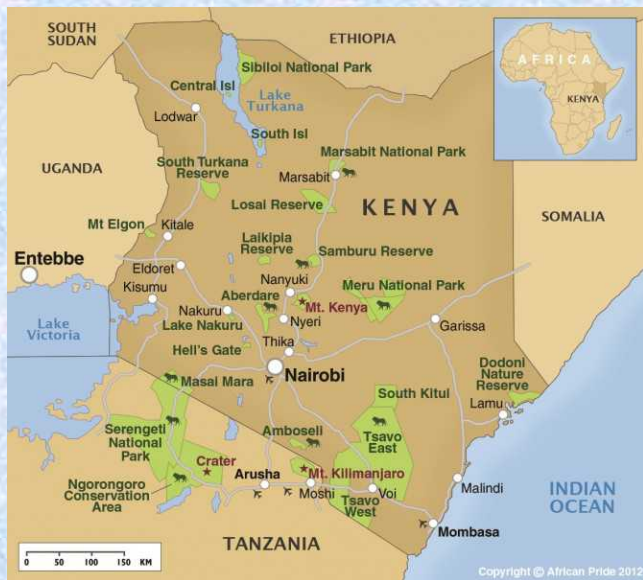 SOUTH
SUDAN
ETHIOPIA
Sibiloi National Park
Central Isl
Lake
Turkana
Lodwar
South Isl
AFRICA
KENYA
UGANDA
South Turkana
Reserve
Marsabit National Park
Marsabit
Losai Reserve
KENYA
SOMALIA
Mt Elgon
Kitale
Laikipia
Reserve
Samburu Reserve
Entebbe
Eldoret
Kisumu
Nanyuki
Meru National Park
Aberdare
Mt. Kenya
Nakuru
Lake Nakuru
Nyeri
Garissa
Lake
Victoria
Hell's Gate
Thika
Nairobi
Dodoni
Nature
Reserve
Lamu
Masai Mara
South Kitui
Serengeti
National
Park
Amboseli
Tsavo
East
Crater
Arusha
Mt. Kilimanjaro
Moshi
Ngorongoro
Conservation
Area
Tsavo
West
Voi
Malindi
INDIAN
OCEAN
Mombasa
TANZANIA
0 50 100 150
KM
Copyright © African Pride 2012